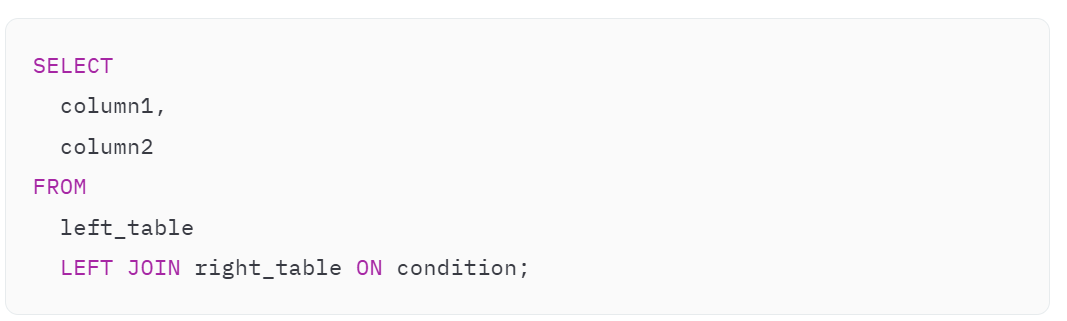 SELECT
  column1,
  column2
FROM
  left_table
  LEFT JOIN right_table ON condition;